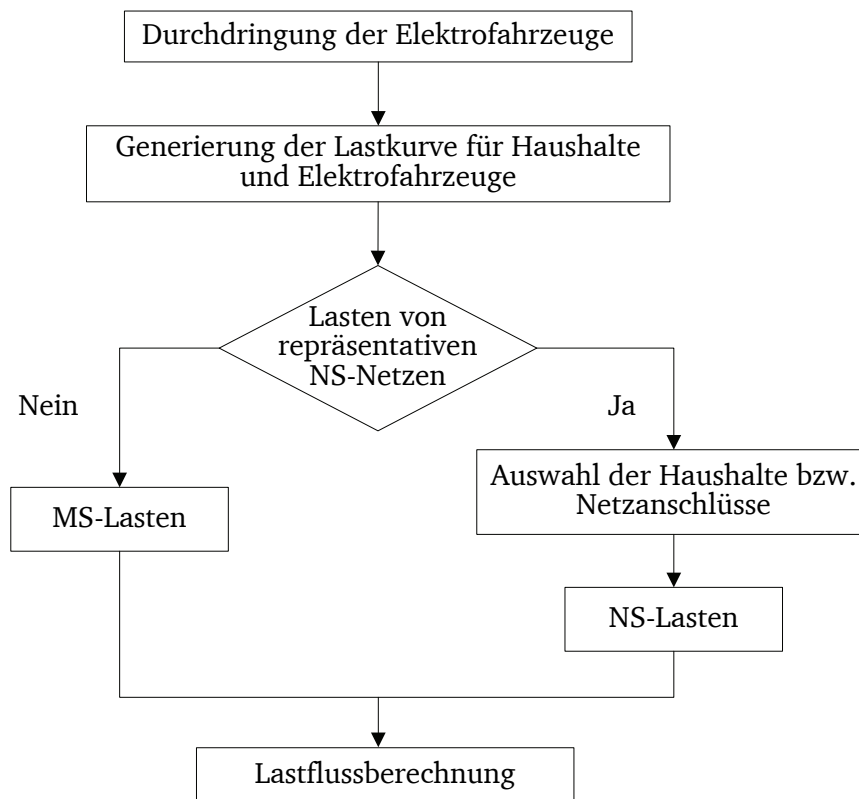 Durchdringung der Elektrofahrzeuge
Generierung der Lastkurve für Haushalte
und Elektrofahrzeuge
Lasten von
repräsentativen
NS-Netzen
Nein
Ja
Auswahl der Haushalte bzw.
Netzanschlüsse
MS-Lasten
NS-Lasten
Lastflussberechnung